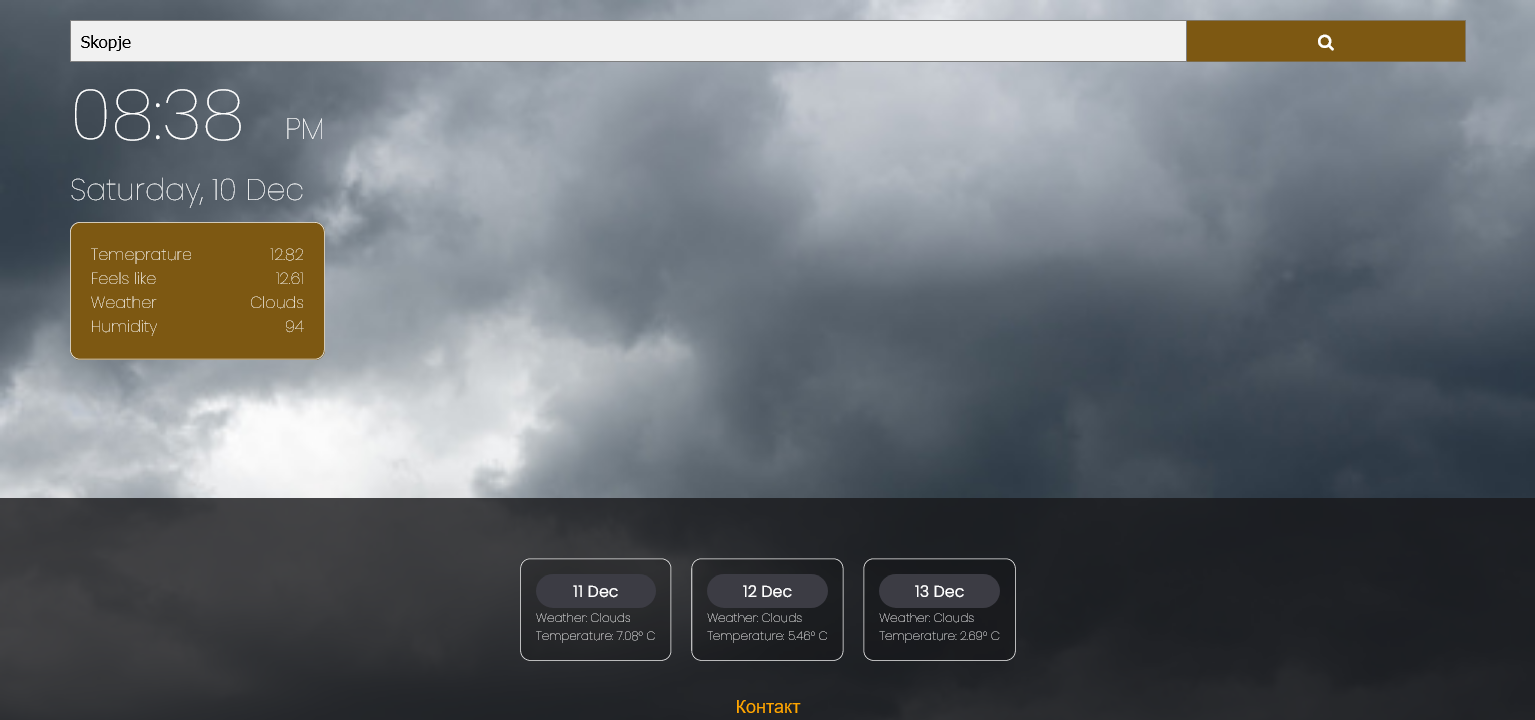 Skopje
08:38 PM
Saturday, 10 Dec
Temeprature 12.82
Feels like 12.61
Weather Clouds
Humidity 94
11 Dec 12 Dec 13 Dec
Weather: Clouds Weather: Clouds Weather: Clouds
Temperature: 7.08° C Temperature: 5.46° C Temperature: 2.69° C
Контакт